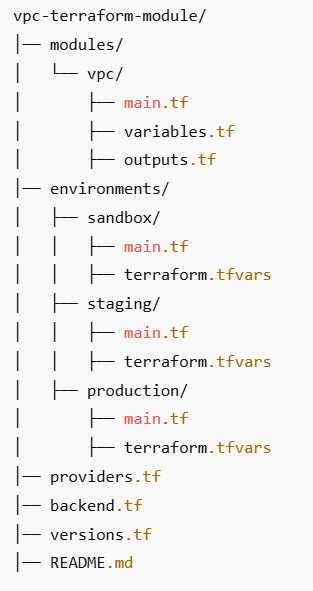 vpc-terraform-module/
│── modules/
│   └── vpc/
│       ├── main.tf
│       ├── variables.tf
│       ├── outputs.tf
│── environments/
│   ├── sandbox/
│   │   ├── main.tf
│   │   ├── terraform.tfvars
│   ├── staging/
│   │   ├── main.tf
│   │   ├── terraform.tfvars
│   ├── production/
│       ├── main.tf
│       ├── terraform.tfvars
│── providers.tf
│── backend.tf
│── versions.tf
│── README.md